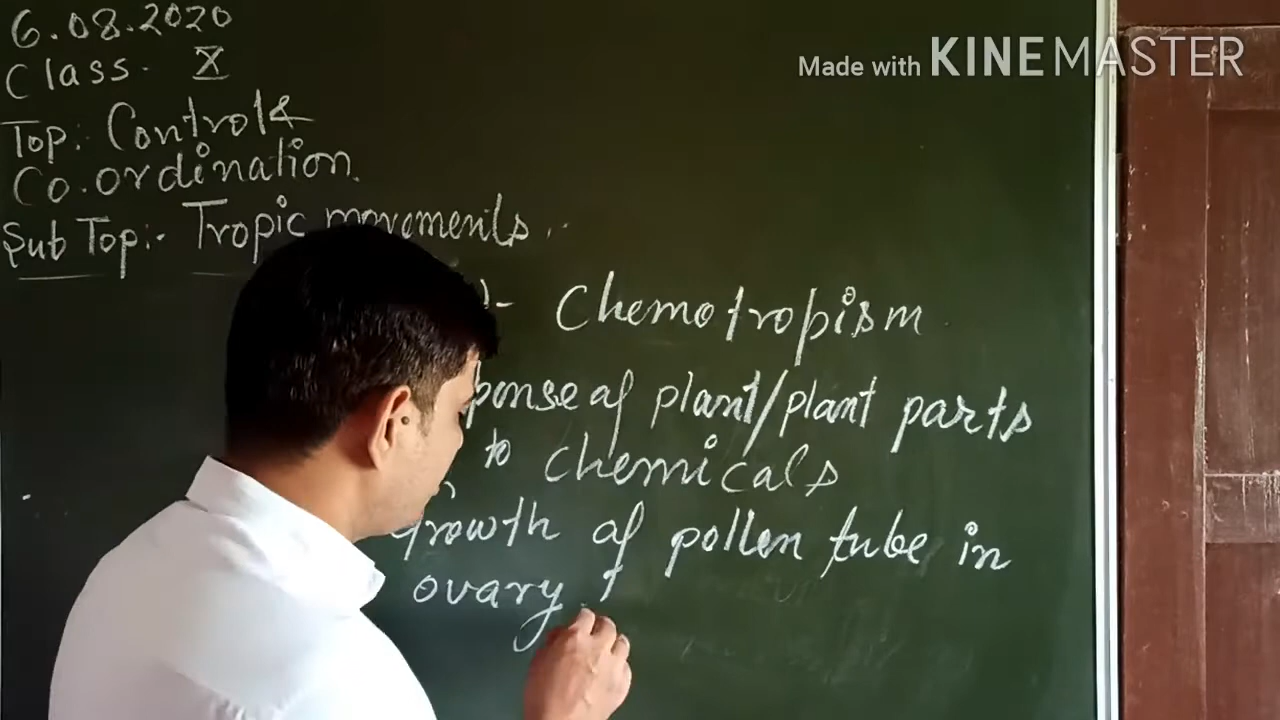 6.08.2020
Made with KINEMASTER
Class- X
Top:- Control &
Co.ordination.
Sub Top:- Tropic movements.
)- Chemotropism
ponse of plant/plant parts
to chemicals
Growth of pollen tube in
ovary